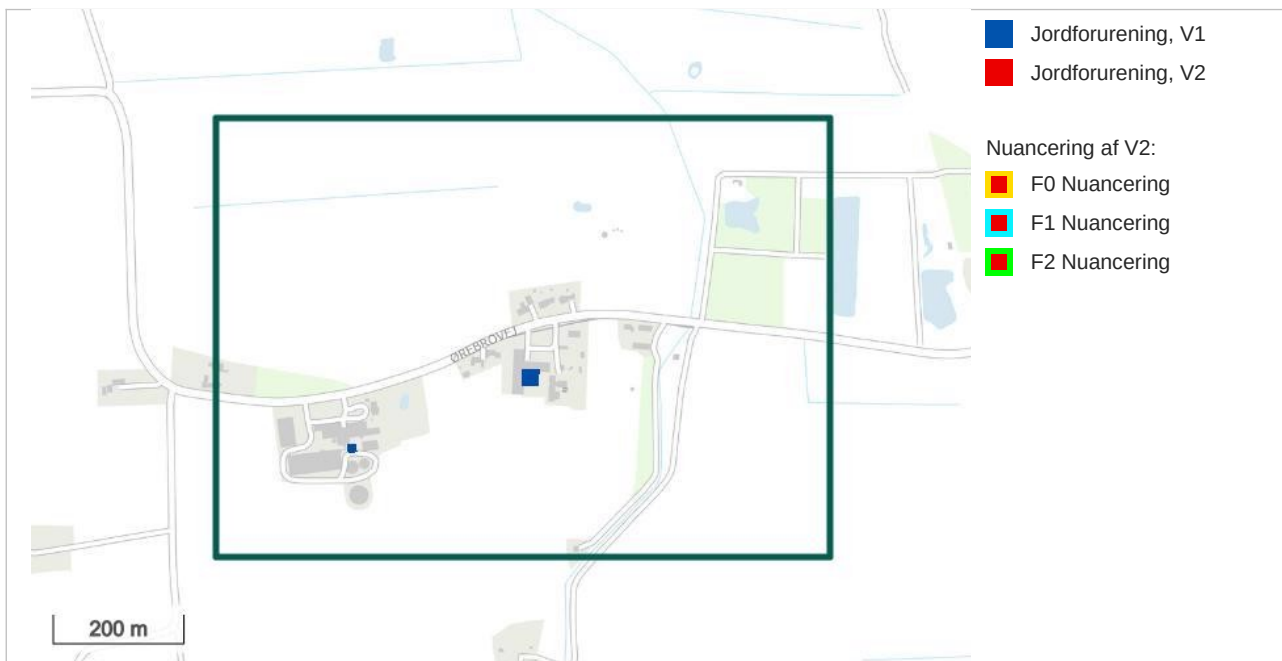 Jordforurening, V1
Jordforurening, V2
Nuancering af V2:
F0 Nuancering
F1 Nuancering
F2 Nuancering
ØREBROVEJ
200 m